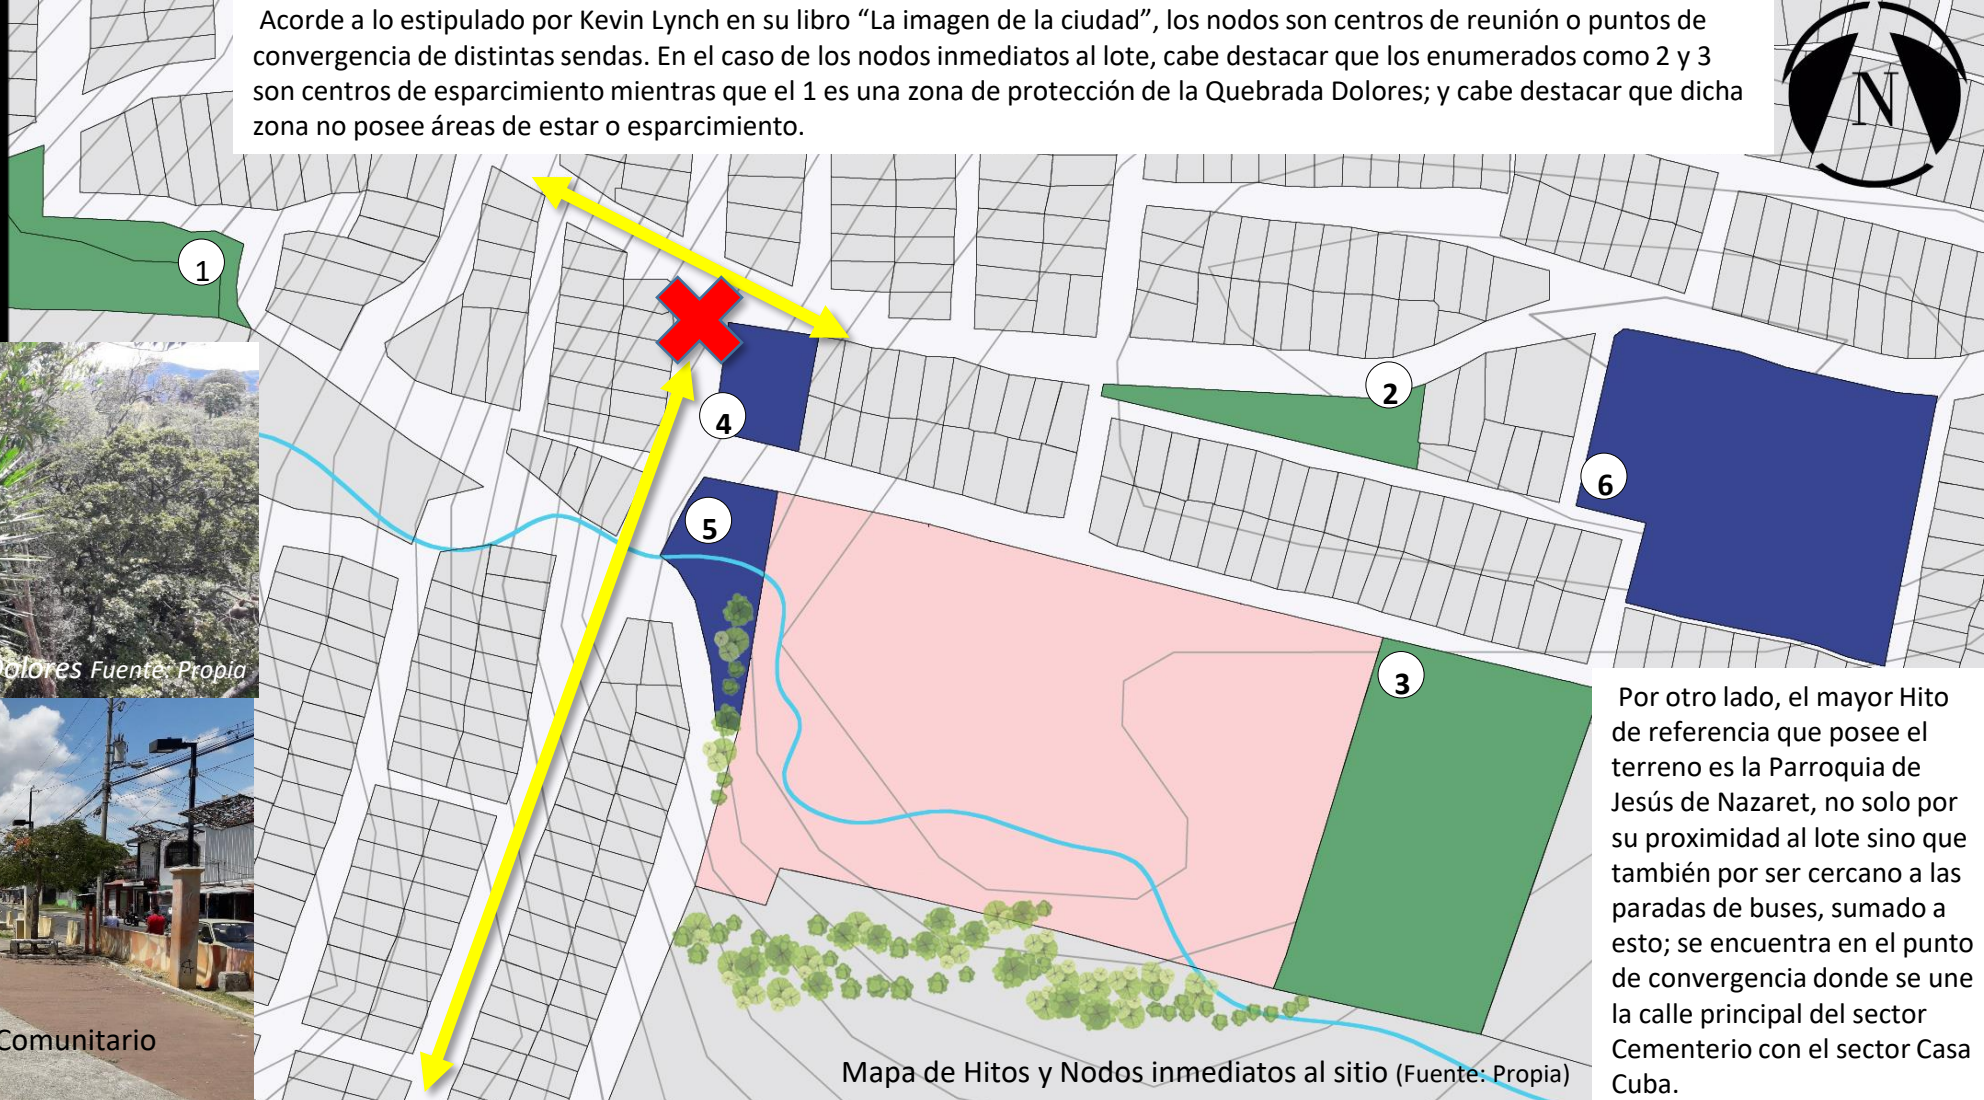 Acorde a lo estipulado por Kevin Lynch en su libro “La imagen de la ciudad”, los nodos son centros de reunión o puntos de
convergencia de distintas sendas. En el caso de los nodos inmediatos al lote, cabe destacar que los enumerados como 2 y 3
son centros de esparcimiento mientras que el 1 es una zona de protección de la Quebrada Dolores; y cabe destacar que dicha
zona no posee áreas de estar o esparcimiento.
N
1
2
4
6
5
3
Dolores Fuente: Propia
Comunitario
Mapa de Hitos y Nodos inmediatos al sitio (Fuente: Propia)
Por otro lado, el mayor Hito
de referencia que posee el
terreno es la Parroquia de
Jesús de Nazaret, no solo por
su proximidad al lote sino que
también por ser cercano a las
paradas de buses, sumado a
esto; se encuentra en el punto
de convergencia donde se une
la calle principal del sector
Cementerio con el sector Casa
Cuba.